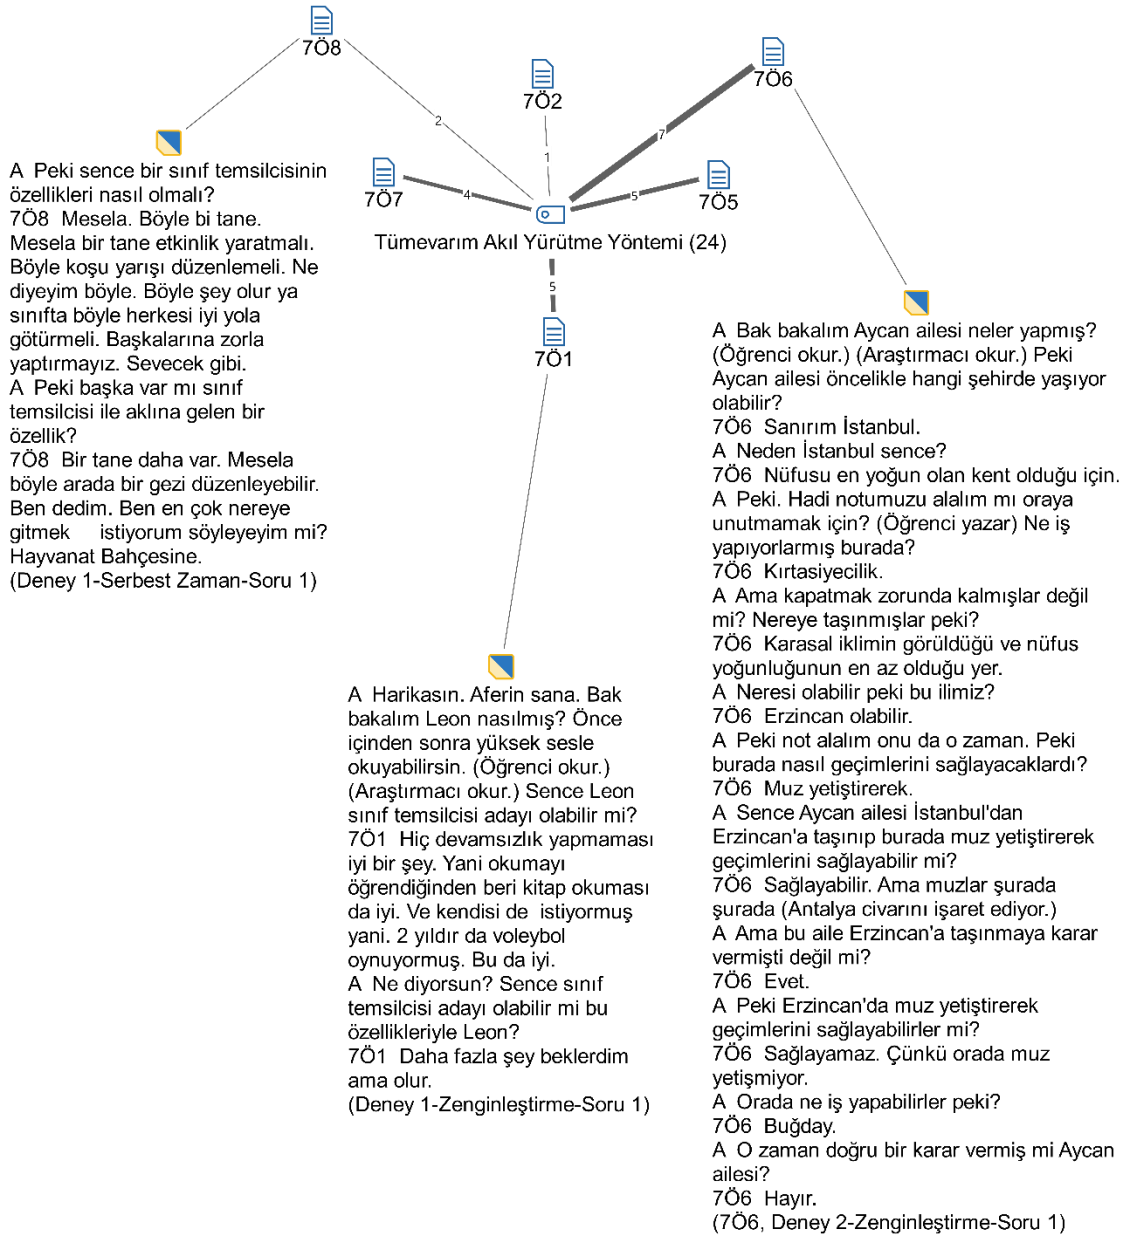 7Ö8
7Ö2
7Ö6
2
1
7
7Ö7
4
5
7Ö5
Tümevarım Akıl Yürütme Yöntemi (24)
5
7Ö1
A Peki sence bir sınıf temsilcisinin
özellikleri nasıl olmalı?
7Ö8 Mesela. Böyle bi tane.
Mesela bir tane etkinlik yaratmalı.
Böyle koşu yarışı düzenlemeli. Ne
diyeyim böyle. Böyle şey olur ya
sınıfta böyle herkesi iyi yola
götürmeli. Başkalarına zorla
yaptırmayız. Sevecek gibi.
A Peki başka var mı sınıf
temsilcisi ile aklına gelen bir
özellik?
7Ö8 Bir tane daha var. Mesela
böyle arada bir gezi düzenleyebilir.
Ben dedim. Ben en çok nereye
gitmek istiyorum söyleyeyim mi?
Hayvanat Bahçesine.
(Deney 1-Serbest Zaman-Soru 1)
A Harikasın. Aferin sana. Bak
bakalım Leon nasılmış? Önce
içinden sonra yüksek sesle
okuyabilirsin. (Öğrenci okur.)
(Araştırmacı okur.) Sence Leon
sınıf temsilcisi adayı olabilir mi?
7Ö1 Hiç devamsızlık yapmaması
iyi bir şey. Yani okumayı
öğrendiğinden beri kitap okuması
da iyi. Ve kendisi de istiyormuş
yani. 2 yıldır da voleybol
oynuyormuş. Bu da iyi.
A Ne diyorsun? Sence sınıf
temsilcisi adayı olabilir mi bu
özellikleriyle Leon?
7Ö1 Daha fazla şey beklerdim
ama olur.
(Deney 1-Zenginleştirme-Soru 1)
A Bak bakalım Aycan ailesi neler yapmış?
(Öğrenci okur.) (Araştırmacı okur.) Peki
Aycan ailesi öncelikle hangi şehirde yaşıyor
olabilir?
7Ö6 Sanırım İstanbul.
A Neden İstanbul sence?
7Ö6 Nüfusu en yoğun olan kent olduğu için.
A Peki. Hadi notumuzu alalım mı oraya
unutmamak için? (Öğrenci yazar) Ne iş
yapıyorlarmış burada?
7Ö6 Kırtasiyecilik.
A Ama kapatmak zorunda kalmışlar değil
mi? Nereye taşınmışlar peki?
7Ö6 Karasal iklimin görüldüğü ve nüfus
yoğunluğunun en az olduğu yer.
A Neresi olabilir peki bu ilimiz?
7Ö6 Erzincan olabilir.
A Peki not alalım onu da o zaman. Peki
burada nasıl geçimlerini sağlayacaklardı?
7Ö6 Muz yetiştirerek.
A Sence Aycan ailesi İstanbul'dan
Erzincan'a taşınıp burada muz yetiştirerek
geçimlerini sağlayabilir mi?
7Ö6 Sağlayabilir. Ama muzlar şurada
şurada (Antalya civarını işaret ediyor.)
A Ama bu aile Erzincan'a taşınmaya karar
vermişti değil mi?
7Ö6 Evet.
A Peki Erzincan'da muz yetiştirerek
geçimlerini sağlayabilirler mi?
7Ö6 Sağlayamaz. Çünkü orada muz
yetişmiyor.
A Orada ne iş yapabilirler peki?
7Ö6 Buğday.
A O zaman doğru bir karar vermiş mi Aycan
ailesi?
7Ö6 Hayır.
(7Ö6, Deney 2-Zenginleştirme-Soru 1)